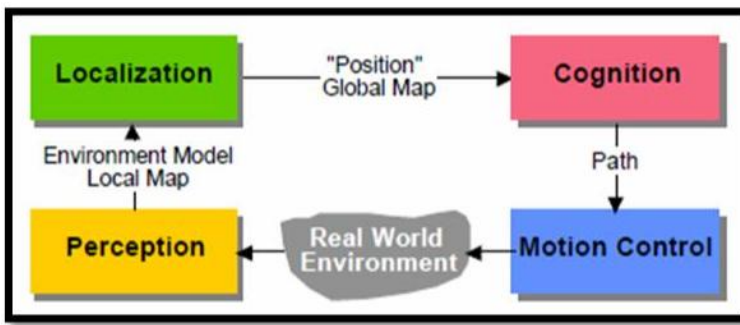 Localization
"Position"
Global Map
Cognition
Environment Model
Local Map
Path
Perception
Real World
Environment
Motion Control